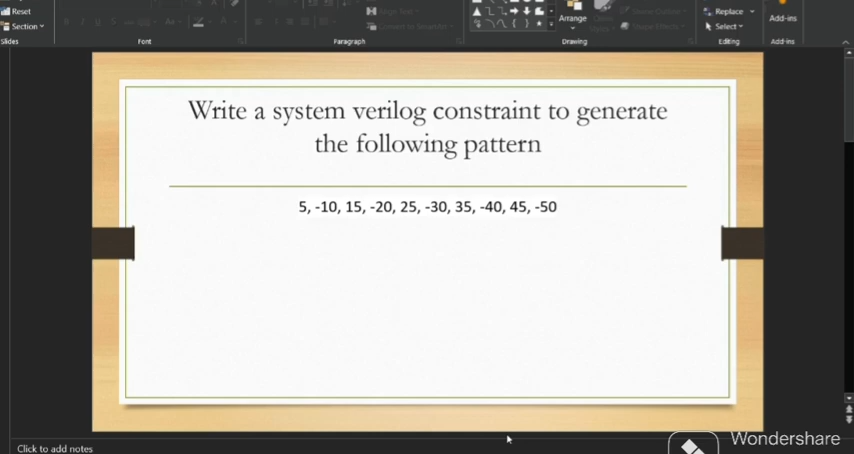 Reset
Section
Slides
Font
Paragraph
Arrange
Drawing
Replace
Select
Editing
Add-ins
Add-ins
Write a system verilog constraint to generate
the following pattern
5, -10, 15, -20, 25, -30, 35, -40, 45, -50
Click to add notes
Wondershare